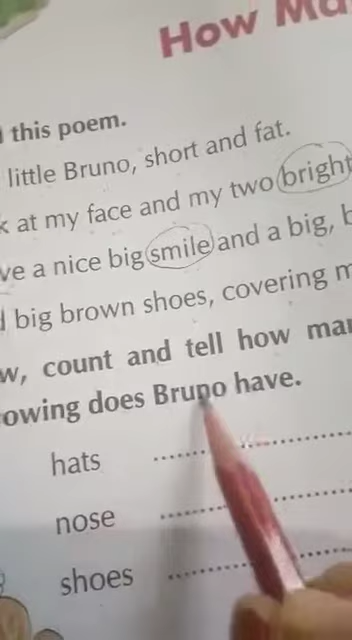 How Ma
this poem.
little Bruno, short and fat.
at my face and my two bright
ve a nice big smile and a big, b
big brown shoes, covering m
w, count and tell how mar
owing does Bruno have.
hats
nose
shoes